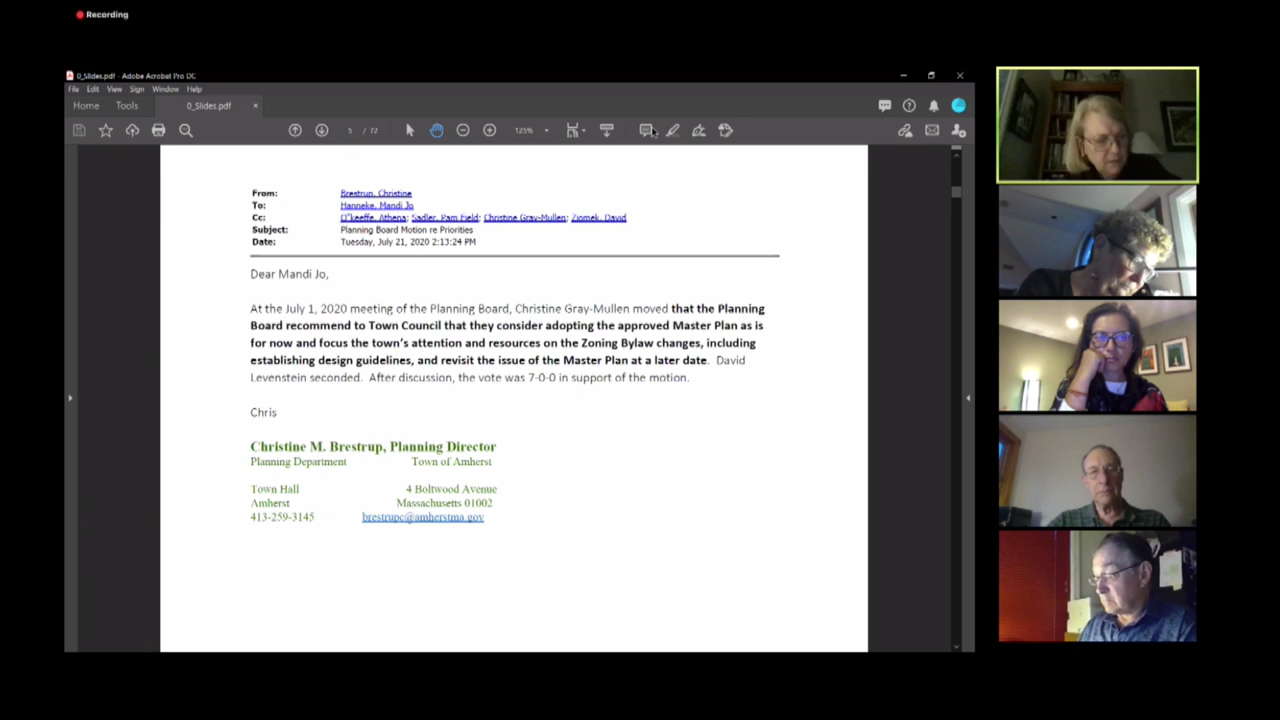 Recording
0_Slides.pdf - Adobe Acrobat Pro DC
File Edit View Sign Window Help
Home Tools 0_Slides.pdf ×
5 / 72 125%
From: Brestrup, Christine
To: Hanneke, Mandi Jo
Cc: O'keeffe, Athena; Sadler, Pam Field; Christine Gray-Mullen; Ziomek, David
Subject: Planning Board Motion re Priorities
Date: Tuesday, July 21, 2020 2:13:24 PM
Dear Mandi Jo,
At the July 1, 2020 meeting of the Planning Board, Christine Gray-Mullen moved that the Planning
Board recommend to Town Council that they consider adopting the approved Master Plan as is
for now and focus the town's attention and resources on the Zoning Bylaw changes, including
establishing design guidelines, and revisit the issue of the Master Plan at a later date. David
Levenstein seconded. After discussion, the vote was 7-0-0 in support of the motion.
Chris
Christine M. Brestrup, Planning Director
Planning Department Town of Amherst
Town Hall 4 Boltwood Avenue
Amherst Massachusetts 01002
413-259-3145 brestrupc@amherstma.gov